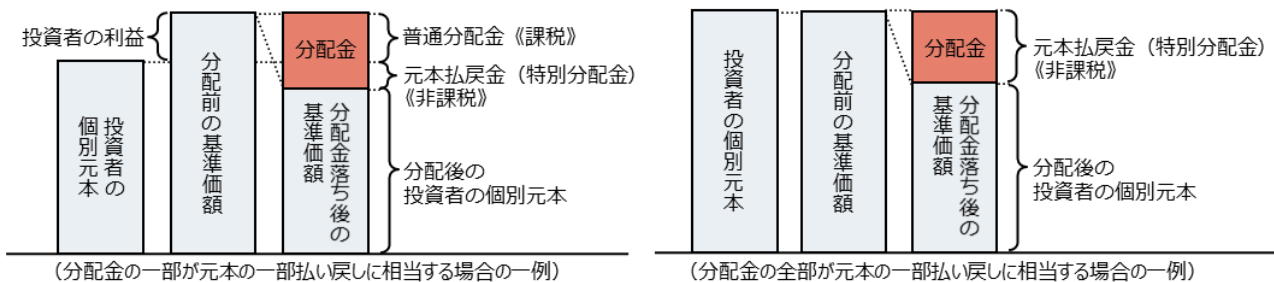 投資者の利益
投資者の
個別元本
分配前の基準価額
分配金
分配金落ち後の
基準価額
普通分配金《課税》
元本払戻金（特別分配金）
《非課税》
分配後の
投資者の個別元本
（分配金の一部が元本の一部払い戻しに相当する場合の一例）
投資者の個別元本
分配前の基準価額
分配金
分配金落ち後の
基準価額
元本払戻金（特別分配金）
《非課税》
分配後の
投資者の個別元本
（分配金の全部が元本の一部払い戻しに相当する場合の一例）